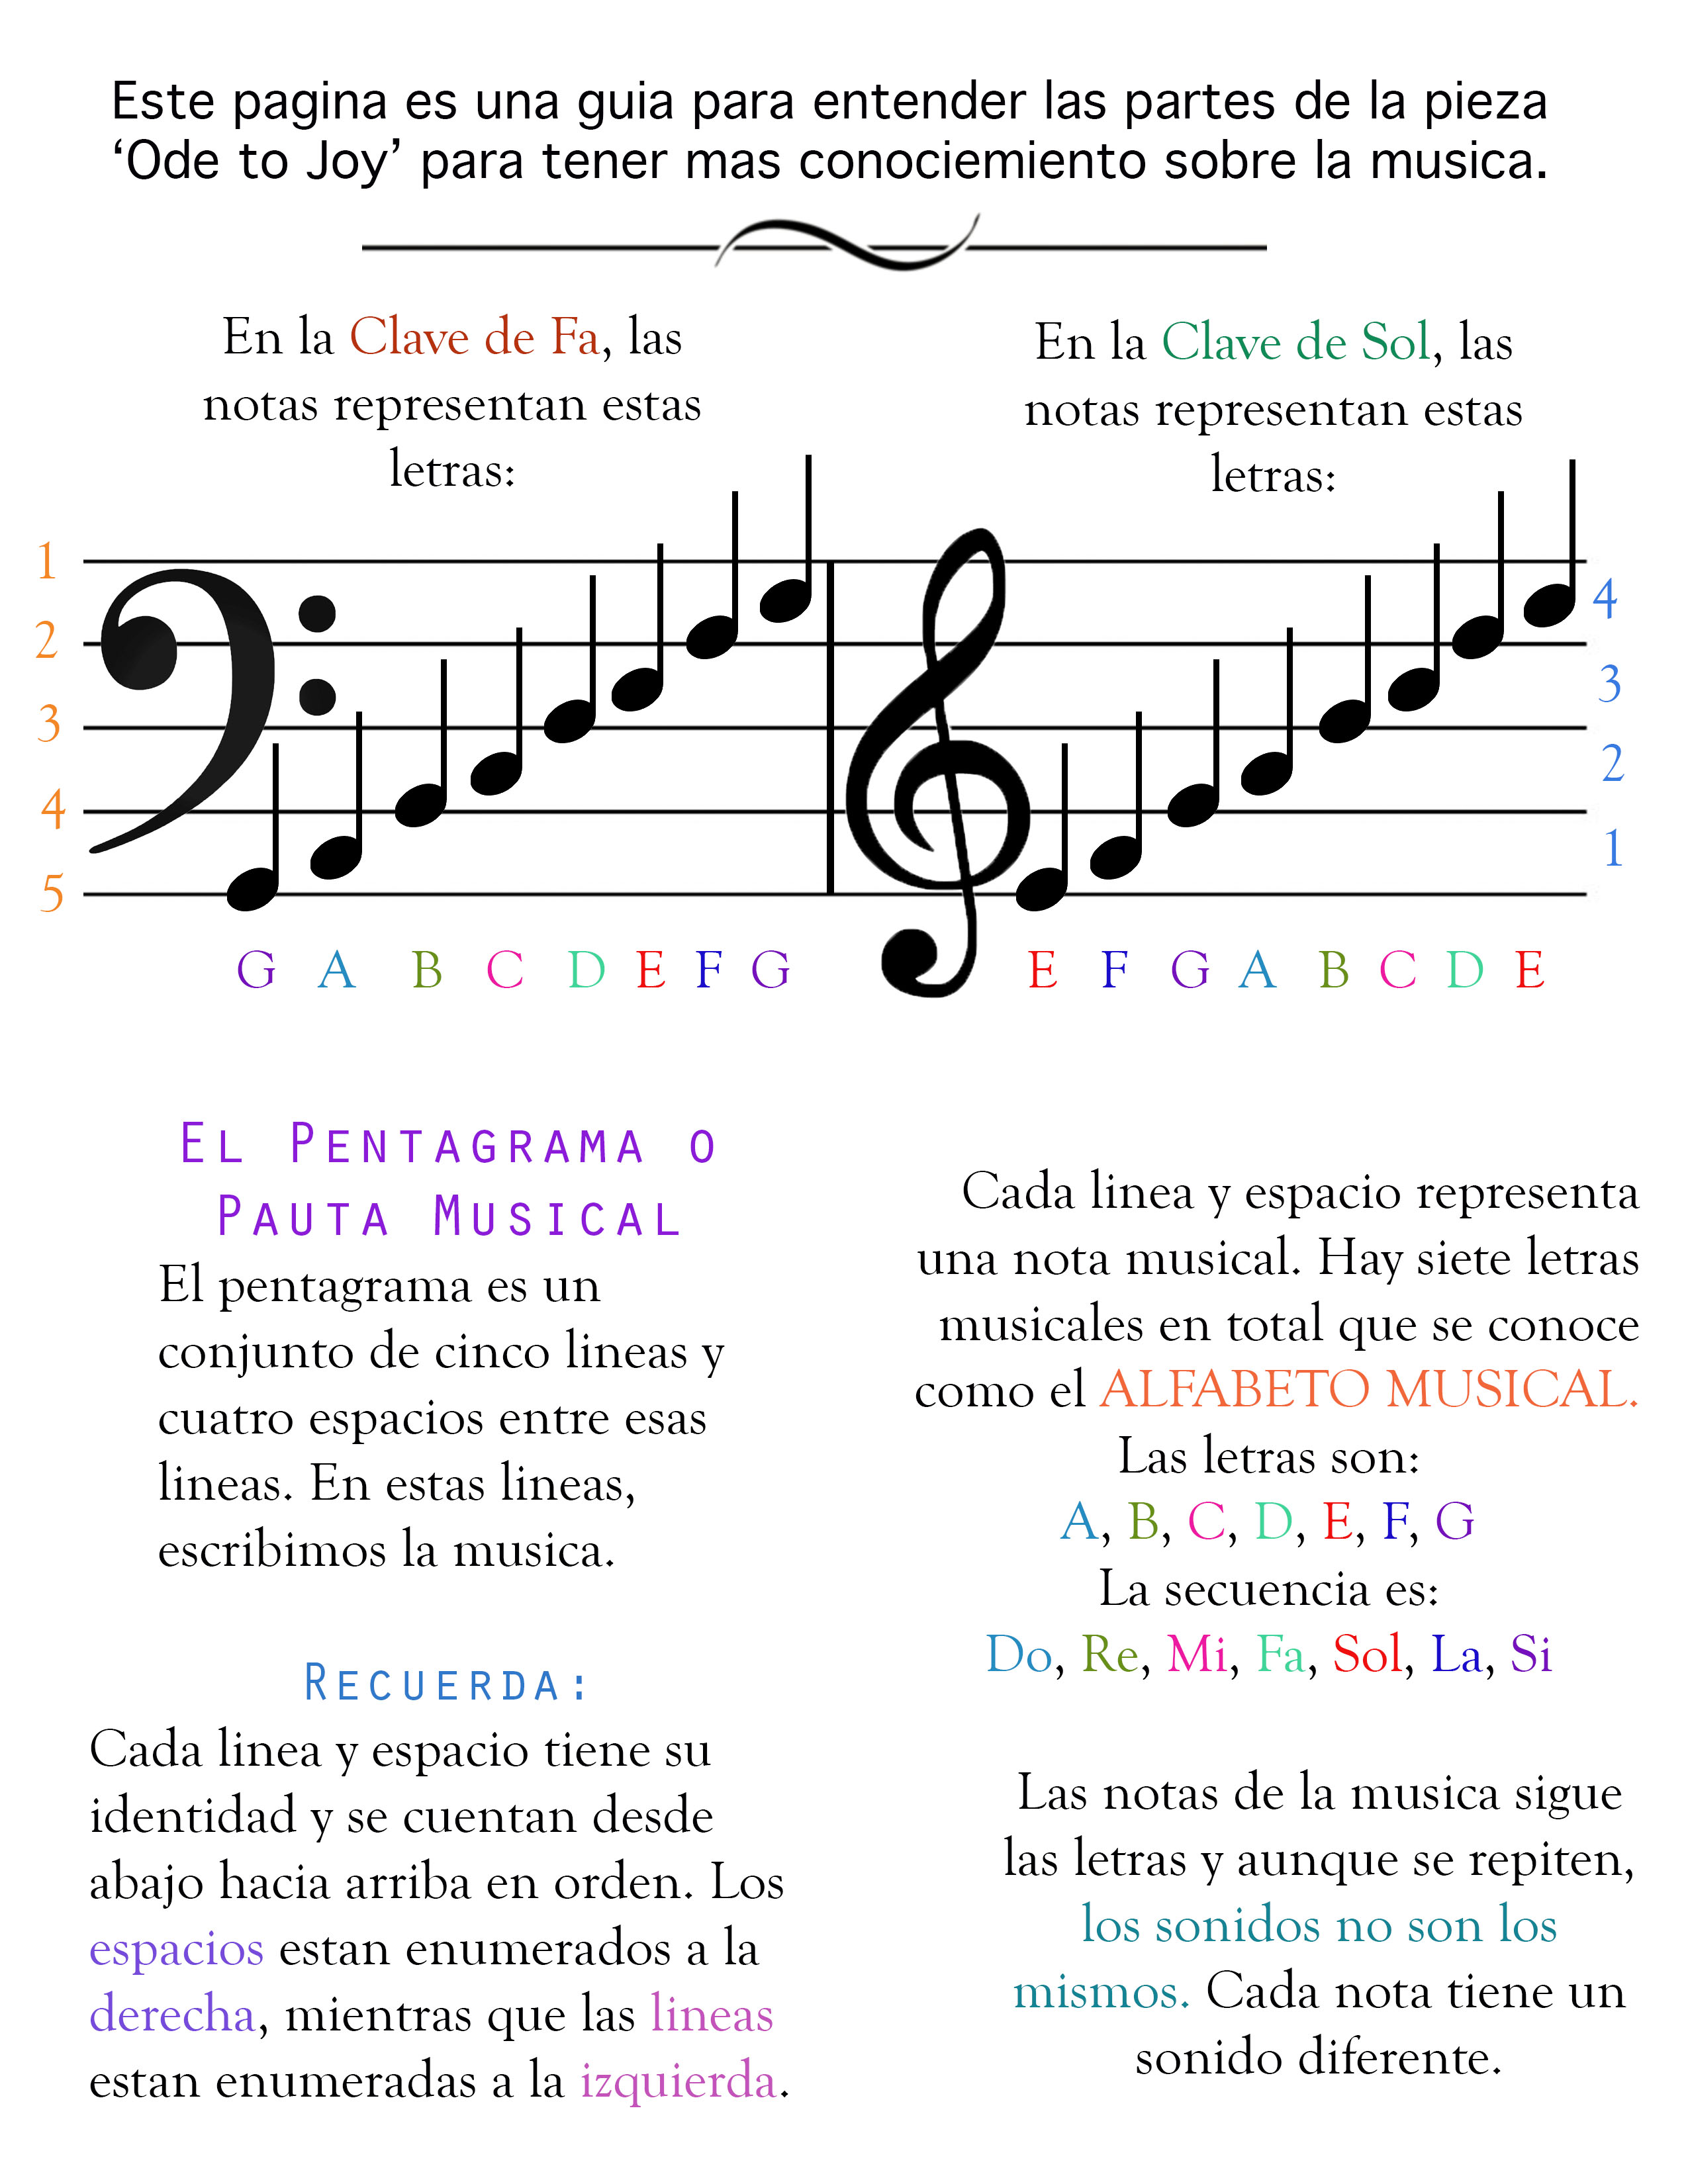 Este pagina es una guia para entender las partes de la pieza
‘Ode to Joy’ para tener mas conociemiento sobre la musica.
En la Clave de Fa, las
notas representan estas
letras:
En la Clave de Sol, las
notas representan estas
letras:
1
2
3
4
5
4
3
2
1
G A B C D E F G
E F G A B C D E
El Pentagrama o
Pauta Musical
El pentagrama es un
conjunto de cinco lineas y
cuatro espacios entre esas
lineas. En estas lineas,
escribimos la musica.
Recuerda:
Cada linea y espacio tiene su
identidad y se cuentan desde
abajo hacia arriba en orden. Los
espacios estan enumerados a la
derecha, mientras que las lineas
estan enumeradas a la izquierda.
Cada linea y espacio representa
una nota musical. Hay siete letras
musicales en total que se conoce
como el ALFABETO MUSICAL.
Las letras son:
A, B, C, D, E, F, G
La secuencia es:
Do, Re, Mi, Fa, Sol, La, Si
Las notas de la musica sigue
las letras y aunque se repiten,
los sonidos no son los
mismos. Cada nota tiene un
sonido diferente.